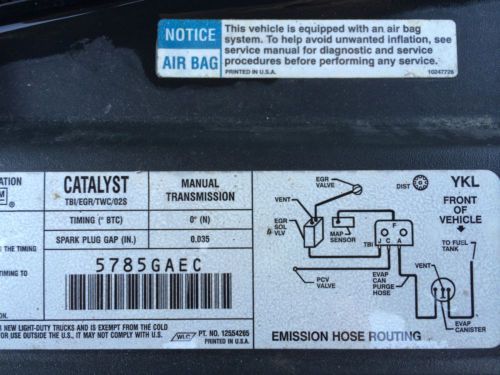 NOTICE
AIR BAG
This vehicle is equipped with an air bag
system. To help avoid unwanted inflation, see
service manual for diagnostic and service
procedures before performing any service.
PRINTED IN U.S.A.
10247728
ATION
GM
®
CATALYST
TBI/EGR/TWC/O2S
MANUAL
TRANSMISSION
TIMING (° BTC)
0° (N)
SPARK PLUG GAP (IN.)
0.035
THE TIMING
TIMING TO
5785GAEC
NEW LIGHT-DUTY TRUCKS AND IS EXEMPT FROM THE COLD
OR USE OUTSIDE THE U.S., IT MAY NOT COMPLY WITH U.S.
WLC
PT. NO. 12554265
PRINTED IN U.S.A.
EGR
VALVE
DIST
YKL
FRONT OF
VEHICLE
VENT
EGR
SOL
VLV
MAP
SENSOR
TBI
F
J C A
TO FUEL
TANK
PCV
VALVE
EVAP
CAN
PURGE
HOSE
VENT
EVAP
CANISTER
EMISSION HOSE ROUTING